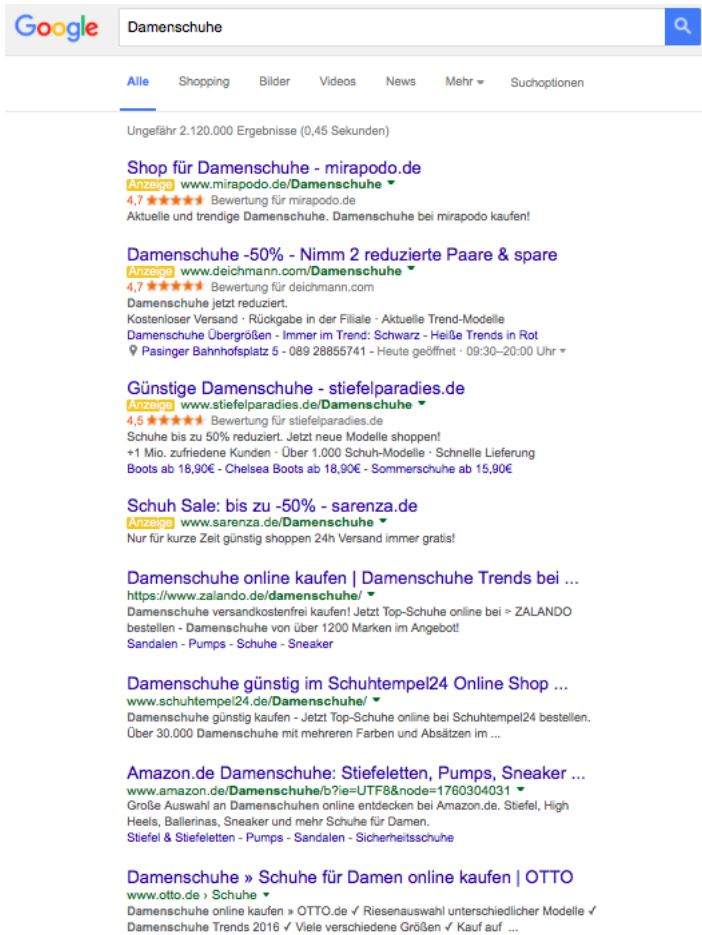 Google
Damenschuhe
Alle Shopping Bilder Videos News Mehr Suchoptionen
Ungefähr 2.120.000 Ergebnisse (0,45 Sekunden)
Shop für Damenschuhe - mirapodo.de
Anzeige www.mirapodo.de/Damenschuhe
4,7 ★★★★★ Bewertung für mirapodo.de
Aktuelle und trendige Damenschuhe. Damenschuhe bei mirapodo kaufen!
Damenschuhe -50% - Nimm 2 reduzierte Paare & spare
Anzeige www.deichmann.com/Damenschuhe
4,7 ★★★★★ Bewertung für deichmann.com
Damenschuhe jetzt reduziert.
Kostenloser Versand · Rückgabe in der Filiale · Aktuelle Trend-Modelle
Damenschuhe Übergrößen - Immer im Trend: Schwarz - Heiße Trends in Rot
Pasinger Bahnhofsplatz 5 - 089 28855741 - Heute geöffnet · 09:30–20:00 Uhr
Günstige Damenschuhe - stiefelparadies.de
Anzeige www.stiefelparadies.de/Damenschuhe
4,5 ★★★★★ Bewertung für stiefelparadies.de
Schuhe bis zu 50% reduziert. Jetzt neue Modelle shoppen!
+1 Mio. zufriedene Kunden · Über 1.000 Schuh-Modelle · Schnelle Lieferung
Boots ab 18,90€ - Chelsea Boots ab 18,90€ - Sommerschuhe ab 15,90€
Schuh Sale: bis zu -50% - sarenza.de
Anzeige www.sarenza.de/Damenschuhe
Nur für kurze Zeit günstig shoppen 24h Versand immer gratis!
Damenschuhe online kaufen | Damenschuhe Trends bei ...
https://www.zalando.de/damenschuhe/
Damenschuhe versandkostenfrei kaufen! Jetzt Top-Schuhe online bei > ZALANDO
bestellen - Damenschuhe von über 1200 Marken im Angebot!
Sandalen - Pumps - Schuhe - Sneaker
Damenschuhe günstig im Schuhtempel24 Online Shop ...
www.schuhtempel24.de/Damenschuhe/
Damenschuhe günstig kaufen - Jetzt Top-Schuhe online bei Schuhtempel24 bestellen.
Über 30.000 Damenschuhe mit mehreren Farben und Absätzen im ...
Amazon.de Damenschuhe: Stiefeletten, Pumps, Sneaker ...
www.amazon.de/Damenschuhe/b?ie=UTF8&node=1760304031
Große Auswahl an Damenschuhen online entdecken bei Amazon.de. Stiefel, High
Heels, Ballerinas, Sneaker und mehr Schuhe für Damen.
Stiefel & Stiefeletten - Pumps - Sandalen - Sicherheitsschuhe
Damenschuhe » Schuhe für Damen online kaufen | OTTO
www.otto.de › Schuhe
Damenschuhe online kaufen » OTTO.de ✓ Riesenauswahl unterschiedlicher Modelle ✓
Damenschuhe Trends 2016 ✓ Viele verschiedene Größen ✓ Kauf auf ...